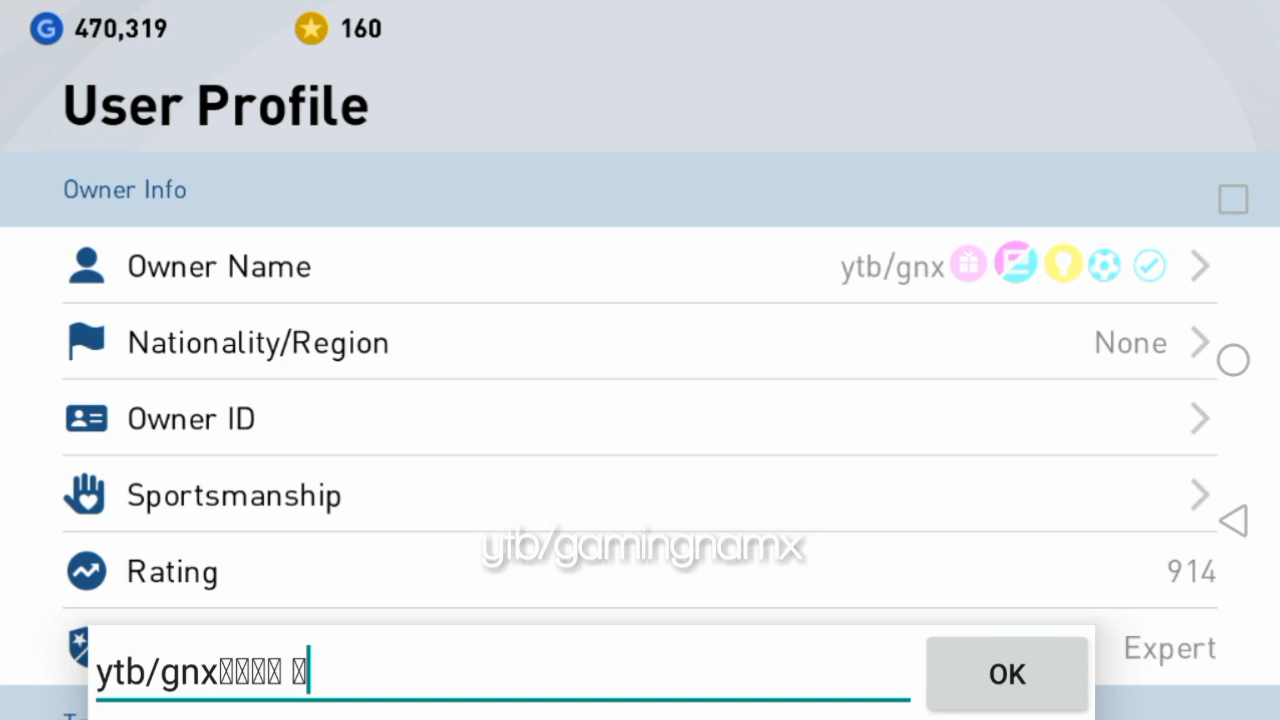 470,319 160
User Profile
Owner Info
Owner Name ytb/gnx
Nationality/Region None
Owner ID
Sportsmanship
ytb/gamingnamx
Rating 914
Expert
ytb/gnx
OK